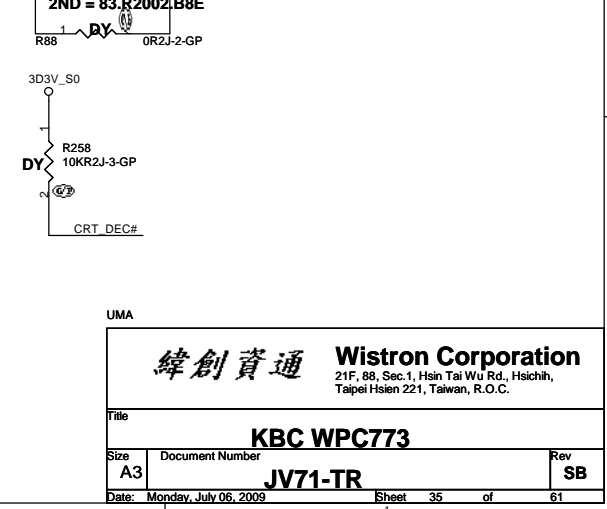 2ND = 83.R2002.B8E
1
DY
R88
0R2J-2-GP
3D3V_S0
1
R258
DY
10KR2J-3-GP
2
G/P
CRT_DEC#
UMA
緯創資通
Wistron Corporation
21F, 88, Sec.1, Hsin Tai Wu Rd., Hsichih,
Taipei Hsien 221, Taiwan, R.O.C.
Title
KBC WPC773
Size
Document Number
Rev
A3
JV71-TR
SB
Date: Monday, July 06, 2009 Sheet 35 of 61